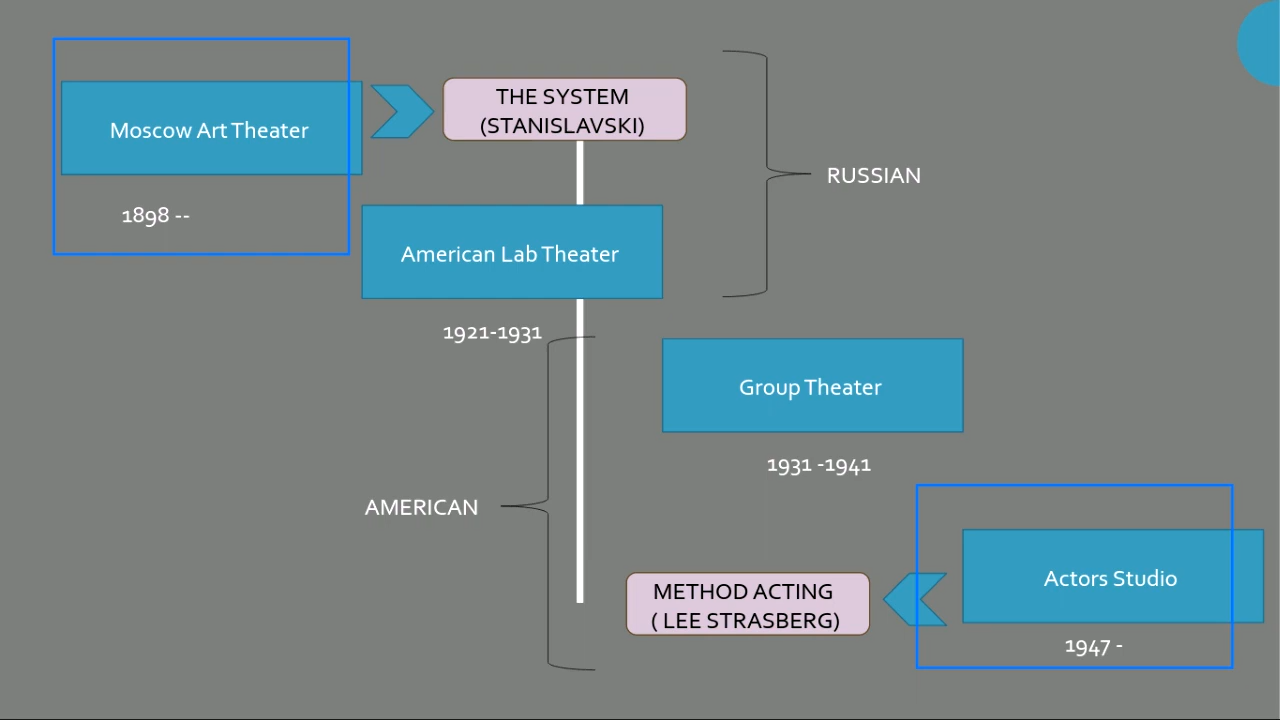 Moscow Art Theater
THE SYSTEM
(STANISLAVSKI)
RUSSIAN
1898 --
American Lab Theater
1921-1931
Group Theater
1931 -1941
AMERICAN
METHOD ACTING
( LEE STRASBERG)
Actors Studio
1947 -